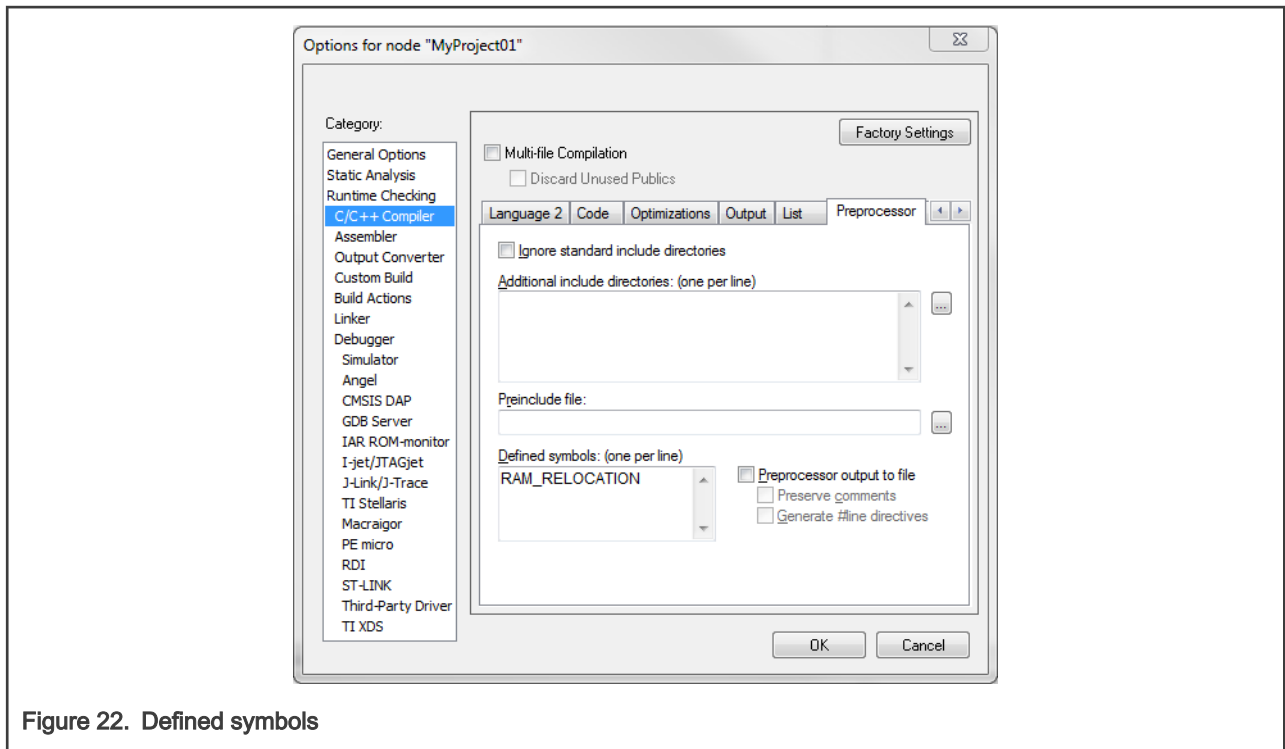 Options for node "MyProject01"
Category:
General Options
Static Analysis
Runtime Checking
C/C++ Compiler
Assembler
Output Converter
Custom Build
Build Actions
Linker
Debugger
Simulator
Angel
CMSIS DAP
GDB Server
IAR ROM-monitor
I-jet/JTAGjet
J-Link/J-Trace
TI Stellaris
Macraigor
PE micro
RDI
ST-LINK
Third-Party Driver
TI XDS
Factory Settings
Multi-file Compilation
Discard Unused Publics
Language 2 Code Optimizations Output List Preprocessor
Ignore standard include directories
Additional include directories: (one per line)
...
Preinclude file:
...
Defined symbols: (one per line)
RAM_RELOCATION
Preprocessor output to file
Preserve comments
Generate #line directives
OK Cancel
Figure 22. Defined symbols